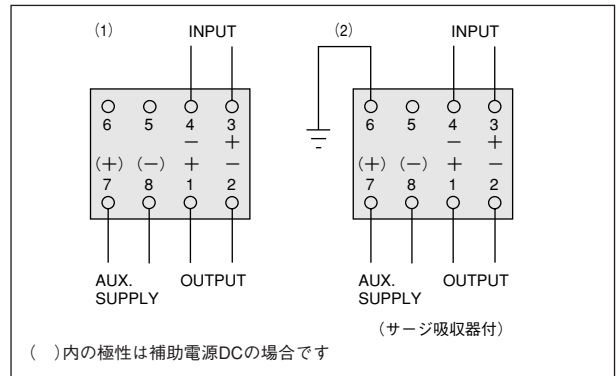 (1) INPUT
6 5 4 3
− +
(+) (−) + −
7 8 1 2
AUX.
SUPPLY
OUTPUT
(2) INPUT
6 5 4 3
− +
(+) (−) + −
7 8 1 2
AUX.
SUPPLY
OUTPUT
(サージ吸収器付)
( )内の極性は補助電源DCの場合です